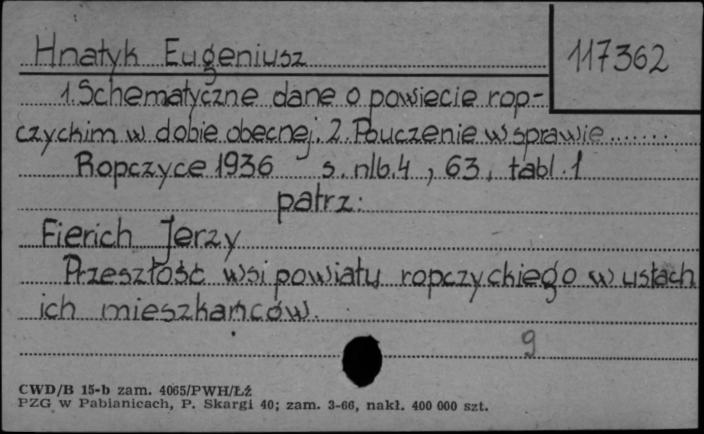 Hnatyk Eugeniusz
117362
1. Schematyczne dane o powiecie rop-
czyckim w dobie obecnej. 2. Pouczenie w sprawie .......
Ropczyce 1936 s. nlb. 4, 63, tabl. 1
patrz:
Fierich Jerzy
Przeszłość wsi powiatu ropczyckiego w ustach
ich mieszkańców.
9
CWD/B 15-b zam. 4065/PWH/ŁŻ
PZG w Pabianicach, P. Skargi 40; zam. 3-66, nakł. 400 000 szt.